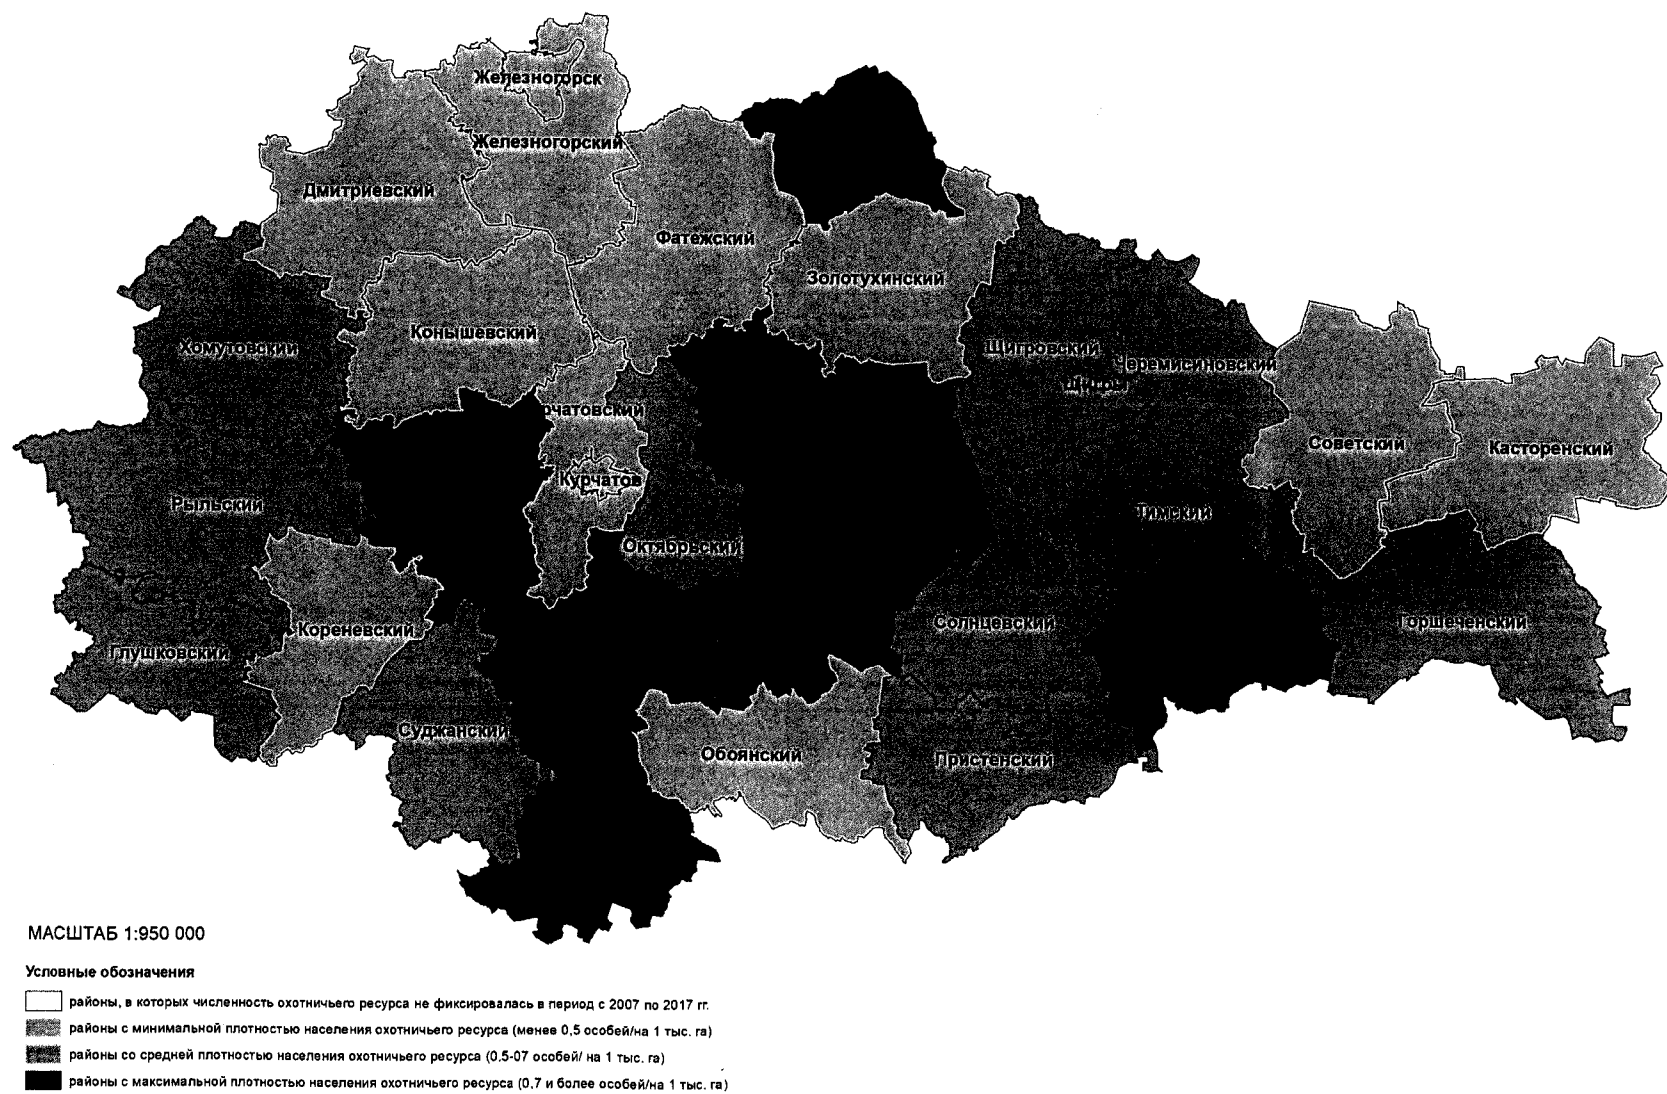 Железногорск
Железногорский
Дмитриевский
Фатежский
Золотухинский
Конышевский
Хомутовский
Щигровский
Черемисиновский
Щигры
рчатовский
Советский
Касторенский
Курчатов
Рыльский
Тимский
Октябрьский
Кореневский
Солнцевский
Горшеченский
Глушковский
Суджанский
Обоянский
Пристенский
МАСШТАБ 1:950 000
Условные обозначения
районы, в которых численность охотничьего ресурса не фиксировалась в период с 2007 по 2017 гг.
районы с минимальной плотностью населения охотничьего ресурса (менее 0,5 особей/на 1 тыс. га)
районы со средней плотностью населения охотничьего ресурса (0,5-07 особей/ на 1 тыс. га)
районы с максимальной плотностью населения охотничьего ресурса (0,7 и более особей/на 1 тыс. га)